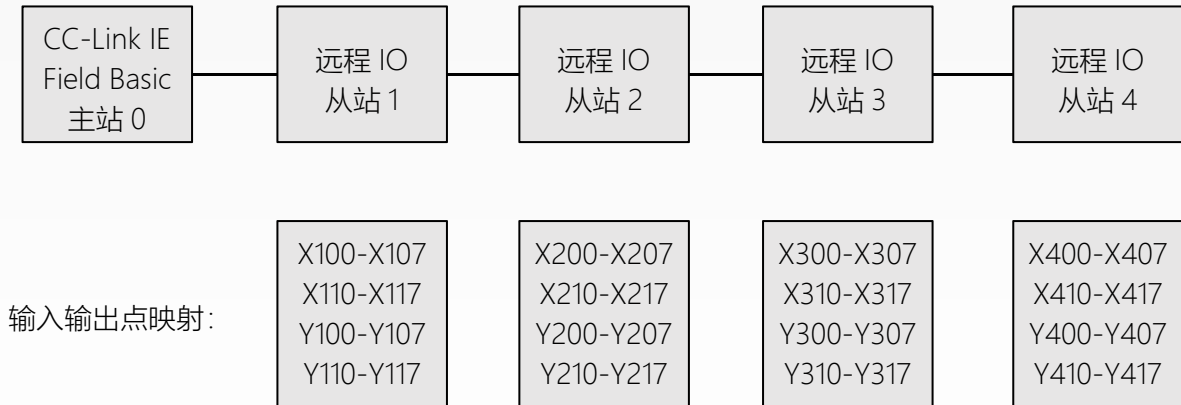 CC-Link IE
Field Basic
主站 0
远程 IO
从站 1
远程 IO
从站 2
远程 IO
从站 3
远程 IO
从站 4
输入输出点映射：
X100-X107
X110-X117
Y100-Y107
Y110-Y117
X200-X207
X210-X217
Y200-Y207
Y210-Y217
X300-X307
X310-X317
Y300-Y307
Y310-Y317
X400-X407
X410-X417
Y400-Y407
Y410-Y417